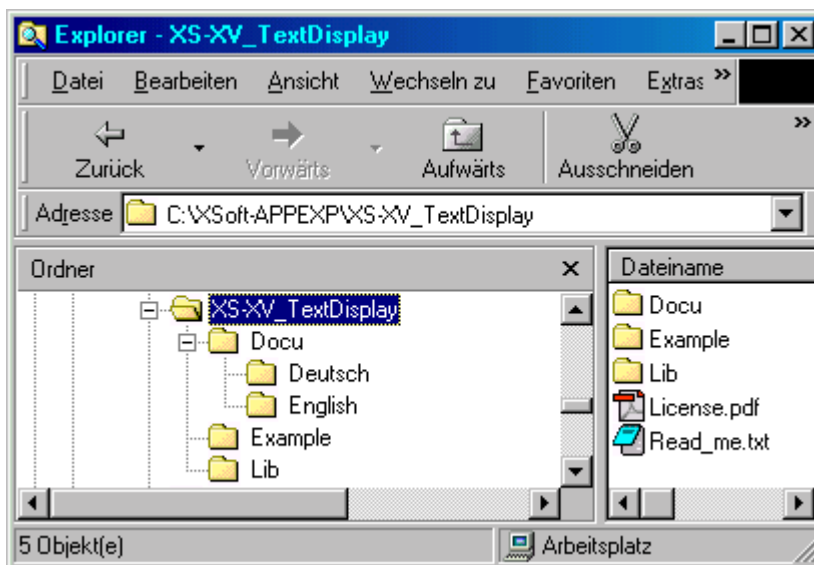 Explorer - XS-XV_TextDisplay
Datei Bearbeiten Ansicht Wechseln zu Favoriten Extras »
Zurück Vorwärts Aufwärts Ausschneiden »
Adresse C:\XSoft-APPEXP\XS-XV_TextDisplay
Ordner
XS-XV_TextDisplay
Docu
Deutsch
English
Example
Lib
Dateiname
Docu
Example
Lib
License.pdf
Read_me.txt
5 Objekt(e) Arbeitsplatz